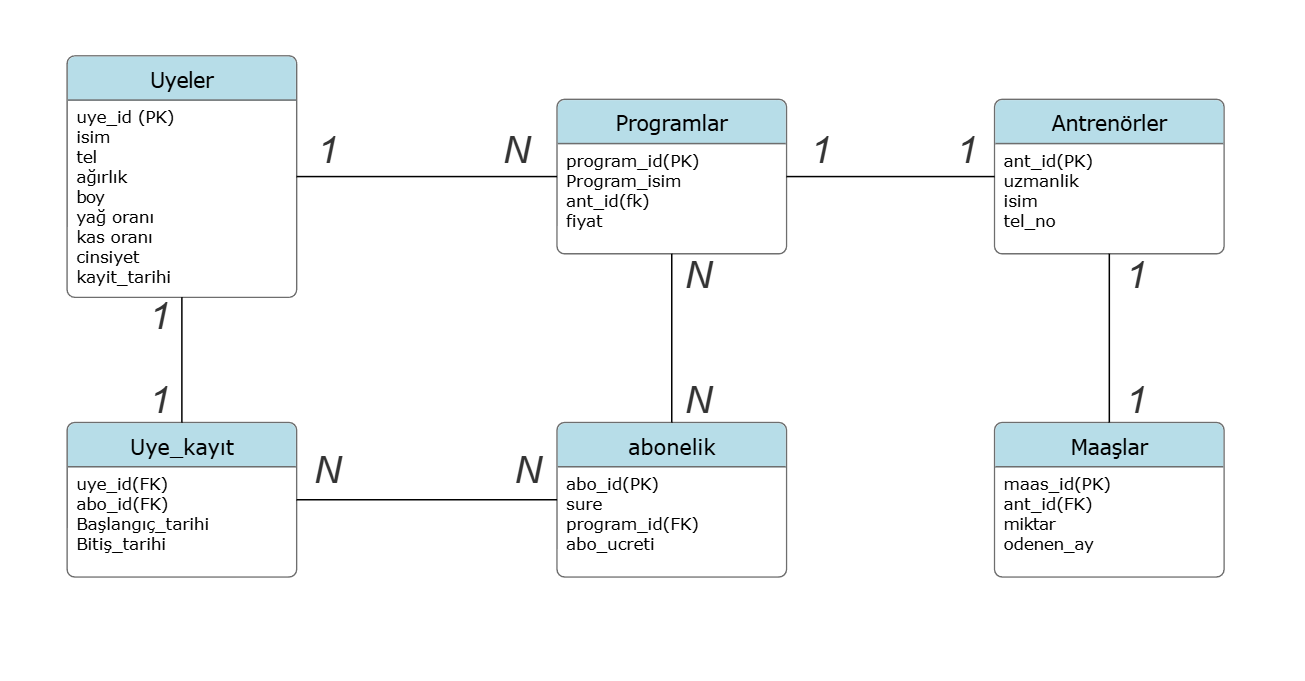 Uyeler
uye_id (PK)
isim
tel
ağırlık
boy
yağ oranı
kas oranı
cinsiyet
kayit_tarihi
1
N
Programlar
program_id(PK)
Program_isim
ant_id(fk)
fiyat
1
1
Antrenörler
ant_id(PK)
uzmanlik
isim
tel_no
1
1
N
N
1
1
Uye_kayıt
uye_id(FK)
abo_id(FK)
Başlangıç_tarihi
Bitiş_tarihi
N
N
abonelik
abo_id(PK)
sure
program_id(FK)
abo_ucreti
Maaşlar
maas_id(PK)
ant_id(FK)
miktar
odenen_ay